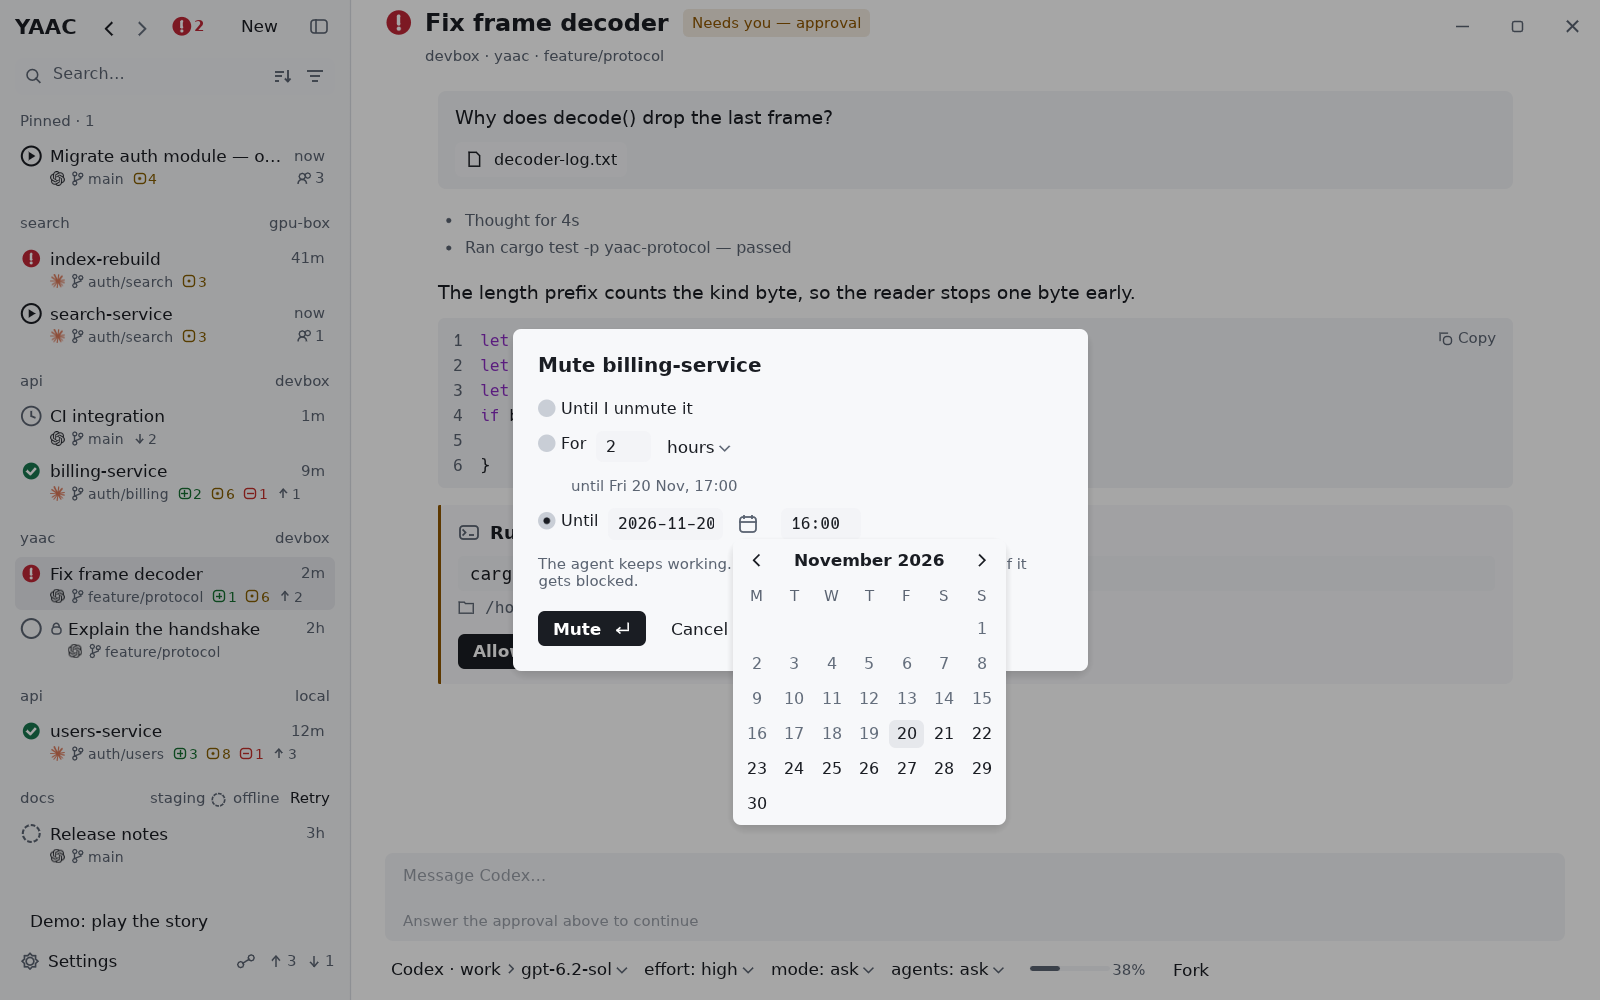 YAAC
2
New
Search…
Pinned · 1
Migrate auth module — o…
now
main
4
3
search
gpu-box
index-rebuild
41m
auth/search
3
search-service
now
auth/search
3
1
api
devbox
CI integration
1m
main
2
billing-service
9m
auth/billing
2
6
1
1
yaac
devbox
Fix frame decoder
2m
feature/protocol
1
6
2
Explain the handshake
2h
feature/protocol
api
local
users-service
12m
auth/users
3
8
1
3
docs
staging
offline
Retry
Release notes
3h
main
Demo: play the story
Settings
3
1
Fix frame decoder
Needs you — approval
devbox · yaac · feature/protocol
Why does decode() drop the last frame?
decoder-log.txt
• Thought for 4s
• Ran cargo test -p yaac-protocol — passed
The length prefix counts the kind byte, so the reader stops one byte early.
Copy
1 let
2 let
3 let
4 if
5
6 }
Mute billing-service
Until I unmute it
For 2 hours
until Fri 20 Nov, 17:00
Until 2026-11-20 16:00
The agent keeps working.
gets blocked.
Mute
Cancel
November 2026
M T W T F S S
1
2 3 4 5 6 7 8
9 10 11 12 13 14 15
16 17 18 19 20 21 22
23 24 25 26 27 28 29
30
Message Codex…
Answer the approval above to continue
Codex · work
gpt-6.2-sol
effort: high
mode: ask
agents: ask
38%
Fork